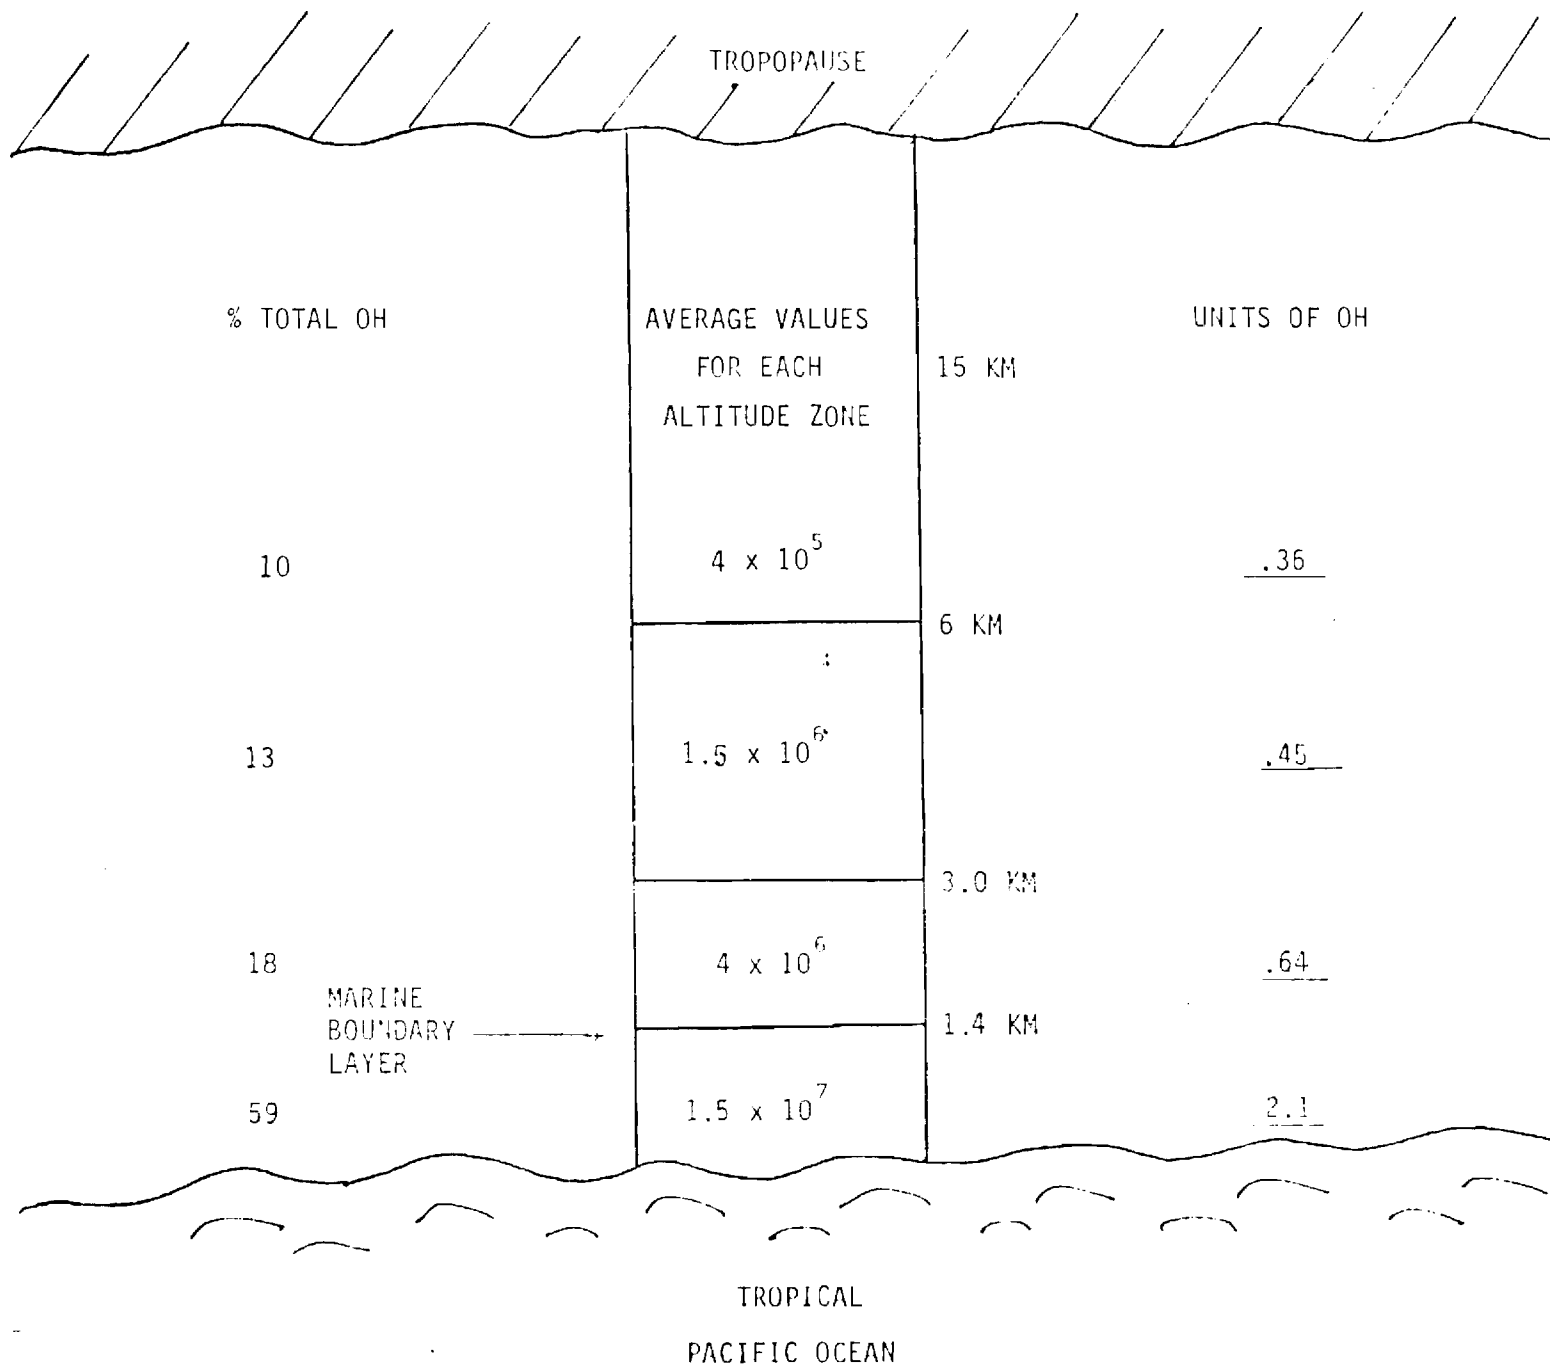 TROPOPAUSE
% TOTAL OH
AVERAGE VALUES
FOR EACH
ALTITUDE ZONE
UNITS OF OH
15 KM
10
4 x 10^5
.36
6 KM
13
1.5 x 10^6
.45
3.0 KM
18
4 x 10^6
.64
MARINE
BOUNDARY
LAYER
1.4 KM
59
1.5 x 10^7
2.1
TROPICAL
PACIFIC OCEAN